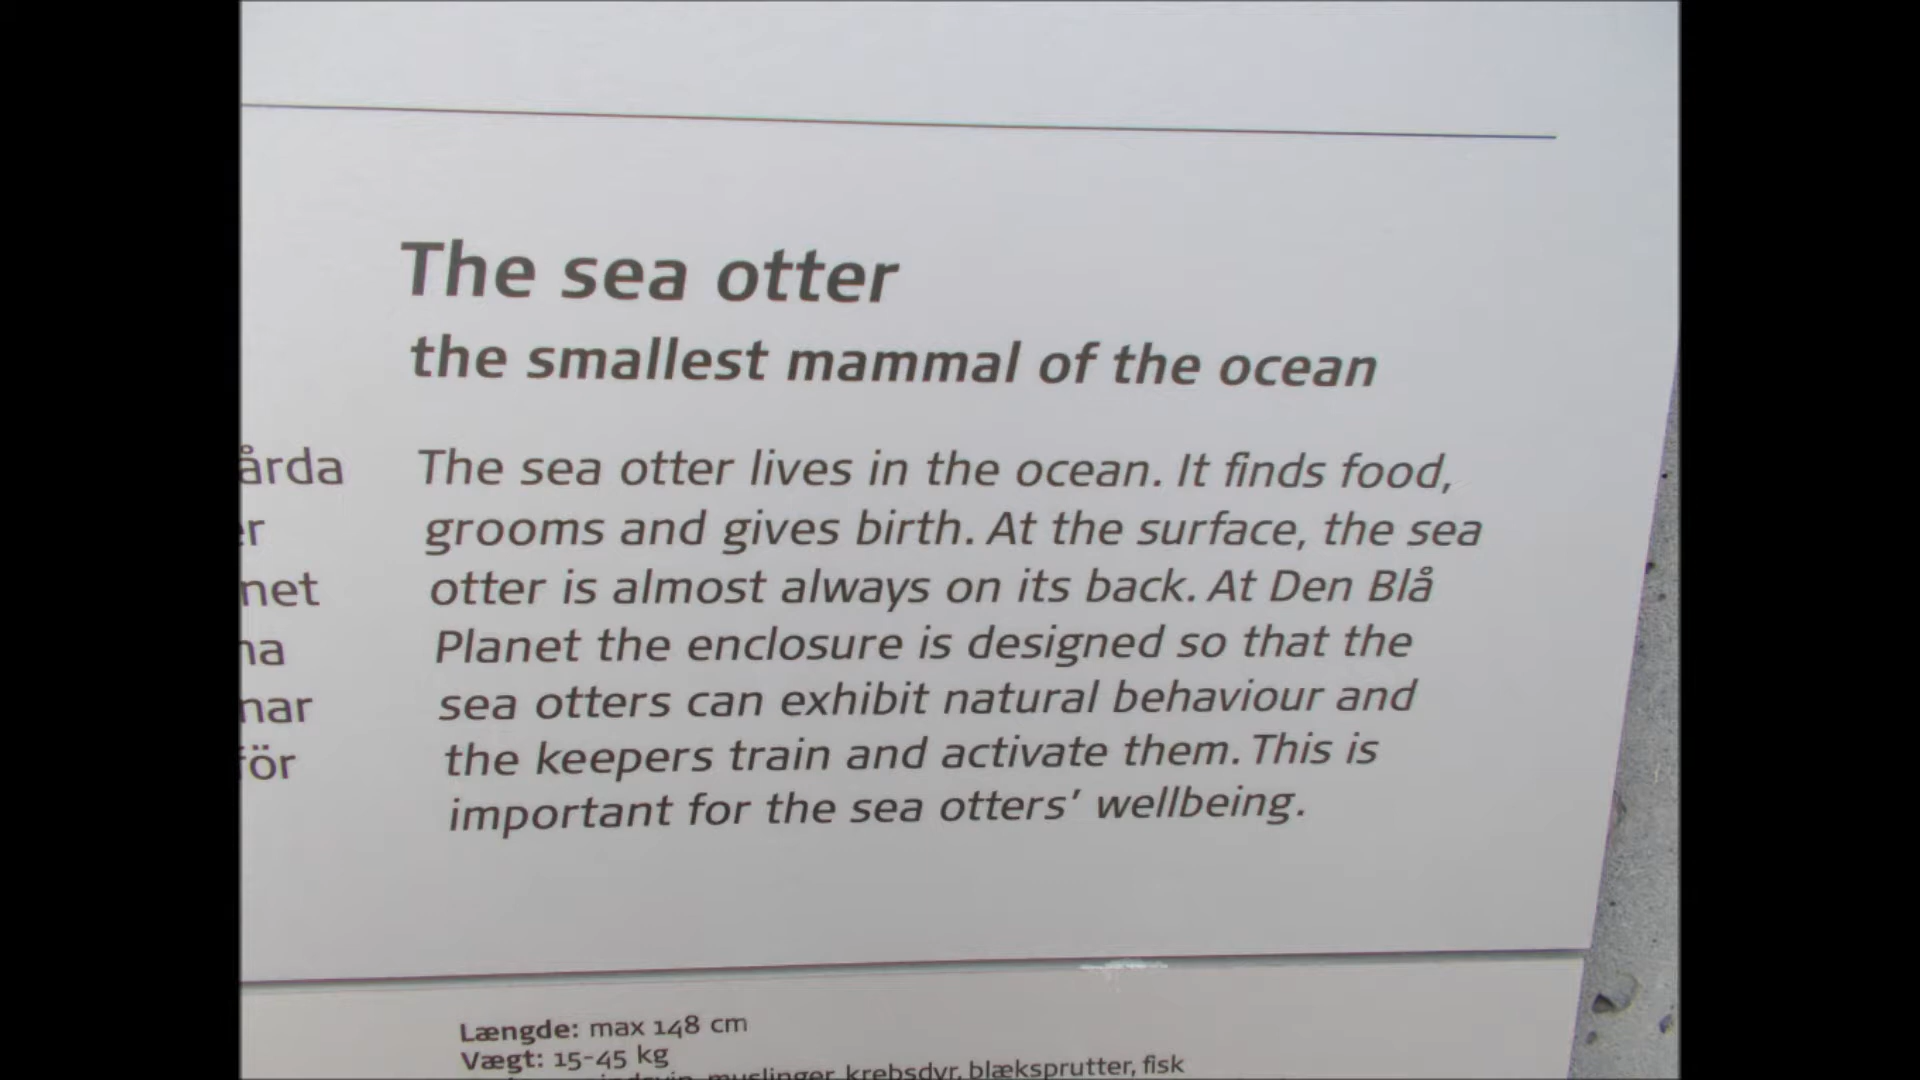 The sea otter
the smallest mammal of the ocean
årda
er
net
na
nar
för
The sea otter lives in the ocean. It finds food,
grooms and gives birth. At the surface, the sea
otter is almost always on its back. At Den Blå
Planet the enclosure is designed so that the
sea otters can exhibit natural behaviour and
the keepers train and activate them. This is
important for the sea otters’ wellbeing.
Længde: max 148 cm
Vægt: 15-45 kg
muslinger, krebsdyr, blæksprutter, fisk